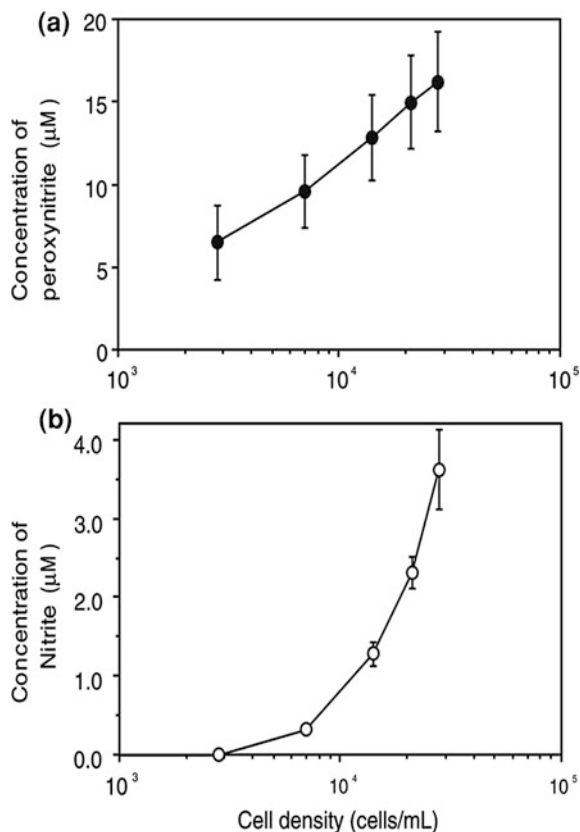 (a)
20
15
10
5
0
Concentration of
peroxynitrite (μM)
10³ 10⁴ 10⁵
(b)
4.0
3.0
2.0
1.0
0.0
Concentration of
Nitrite (μM)
10³ 10⁴ 10⁵
Cell density (cells/mL)